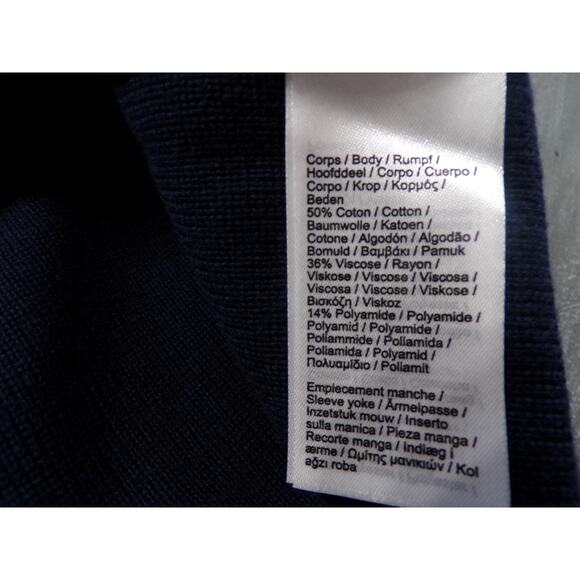 Corps / Body / Rumpf /
Hoofddeel / Corpo / Cuerpo /
Corpo / Krop / Κορμός /
Beden
50% Coton / Cotton /
Baumwolle / Katoen /
Cotone / Algodón / Algodão /
Bomuld / Βαμβάκι / Pamuk
36% Viscose / Rayon /
Viskose / Viscose / Viscosa /
Viscosa / Viscose / Viskose /
Βισκόζη / Viskoz
14% Polyamide / Polyamide /
Polyamid / Polyamide /
Poliammide / Poliamida /
Poliamida / Polyamid /
Πολυαμίδιο / Poliamit
Empiecement manche /
Sleeve yoke / Ärmelpasse /
Inzetstuk mouw / Inserto
sulla manica / Pieza manga /
Recorte manga / Indlæg i
ærme / Ωμίτης μανικιών / Kol
ağzı roba